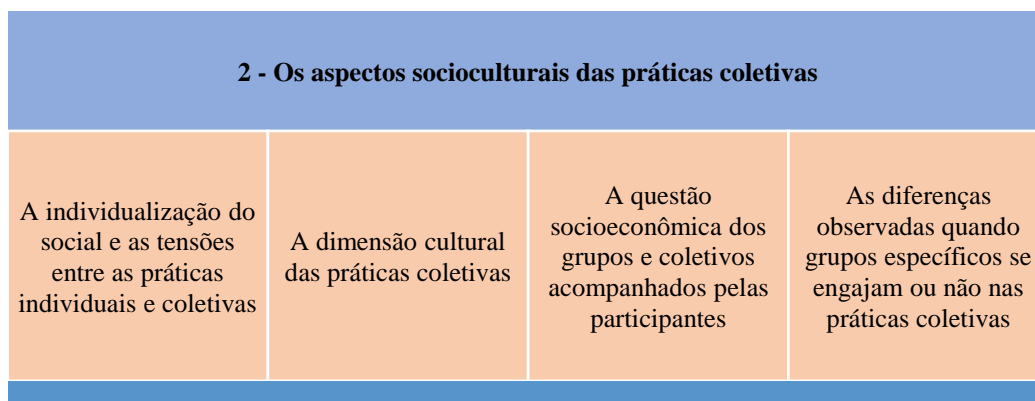 2 - Os aspectos socioculturais das práticas coletivas
A individualização do
social e as tensões
entre as práticas
individuais e coletivas
A dimensão cultural
das práticas coletivas
A questão
socioeconômica dos
grupos e coletivos
acompanhados pelas
participantes
As diferenças
observadas quando
grupos específicos se
engajam ou não nas
práticas coletivas